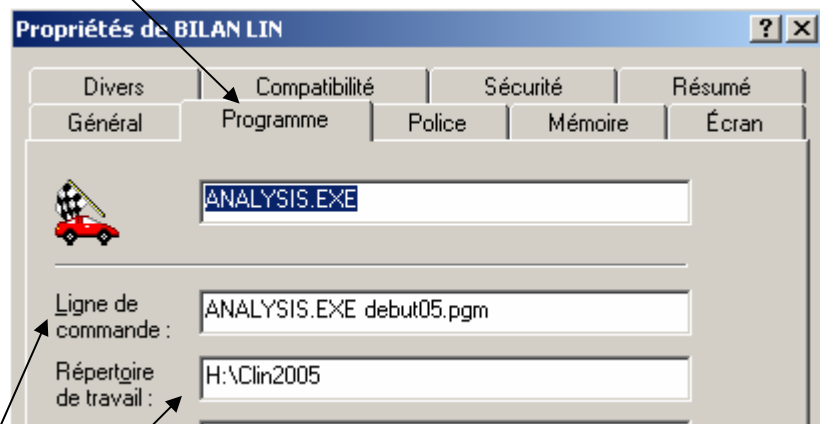 Propriétés de BILAN LIN
Divers Compatibilité Sécurité Résumé
Général Programme Police Mémoire Écran
ANALYSIS.EXE
Ligne de
commande :
ANALYSIS.EXE debut05.pgm
Répertoire
de travail :
H:\Clin2005